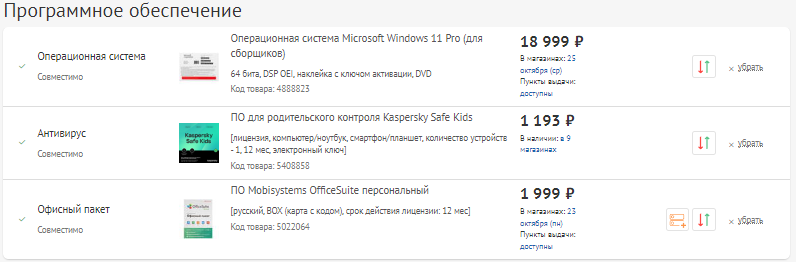 Программное обеспечение
Операционная система
Совместимо
Операционная система Microsoft Windows 11 Pro (для
сборщиков)
64 бита, DSP OEI, наклейка с ключом активации, DVD
Код товара: 4888823
18 999 ₽
В магазинах: 25
октября (ср)
Пункты выдачи:
доступны
× убрать
Антивирус
Совместимо
Kaspersky
Safe Kids
ПО для родительского контроля Kaspersky Safe Kids
[лицензия, компьютер/ноутбук, смартфон/планшет, количество устройств
- 1, 12 мес, электронный ключ]
Код товара: 5408858
1 193 ₽
В наличии: в 9
магазинах
× убрать
Офисный пакет
Совместимо
OfficeSuite
ПО Mobisystems OfficeSuite персональный
[русский, BOX (карта с кодом), срок действия лицензии: 12 мес]
Код товара: 5022064
1 999 ₽
В магазинах: 23
октября (пн)
Пункты выдачи:
доступны
× убрать